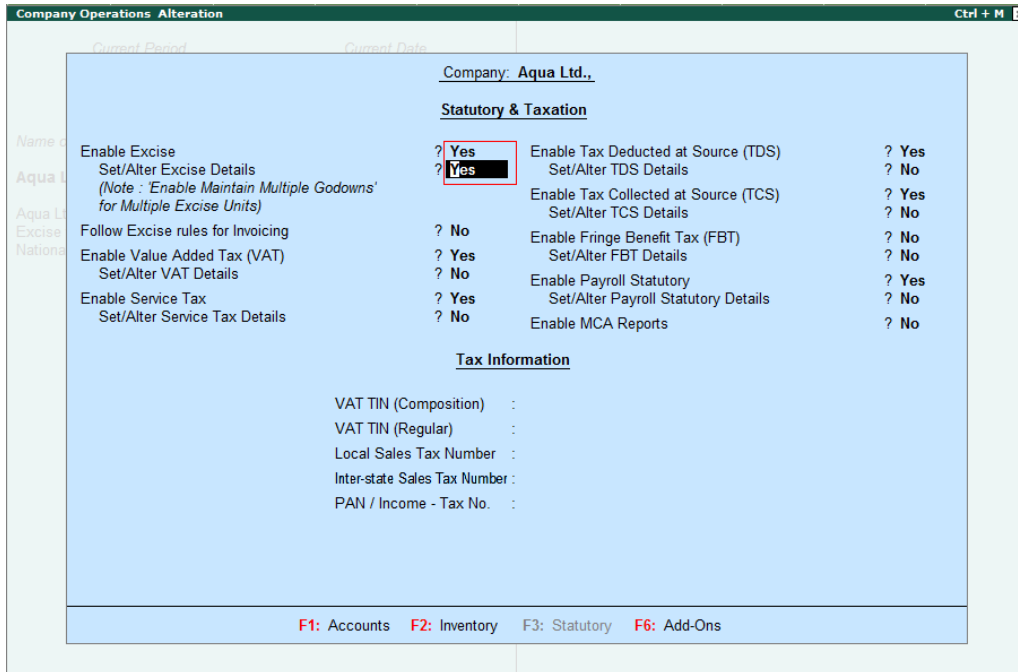 Company Operations Alteration Ctrl + M
Current Period Current Date
Company: Aqua Ltd.,
Statutory & Taxation
Name
Aqua
Aqua
Excise
Enable Excise ? Yes
Set/Alter Excise Details ? Yes
(Note : 'Enable Maintain Multiple Godowns'
for Multiple Excise Units)
Follow Excise rules for Invoicing ? No
Enable Value Added Tax (VAT) ? Yes
Set/Alter VAT Details ? No
Enable Service Tax ? Yes
Set/Alter Service Tax Details ? No
Enable Tax Deducted at Source (TDS) ? Yes
Set/Alter TDS Details ? No
Enable Tax Collected at Source (TCS) ? Yes
Set/Alter TCS Details ? No
Enable Fringe Benefit Tax (FBT) ? No
Set/Alter FBT Details ? No
Enable Payroll Statutory ? Yes
Set/Alter Payroll Statutory Details ? No
Enable MCA Reports ? No
Tax Information
VAT TIN (Composition) :
VAT TIN (Regular) :
Local Sales Tax Number :
Inter-state Sales Tax Number :
PAN / Income - Tax No. :
F1: Accounts F2: Inventory F3: Statutory F6: Add-Ons